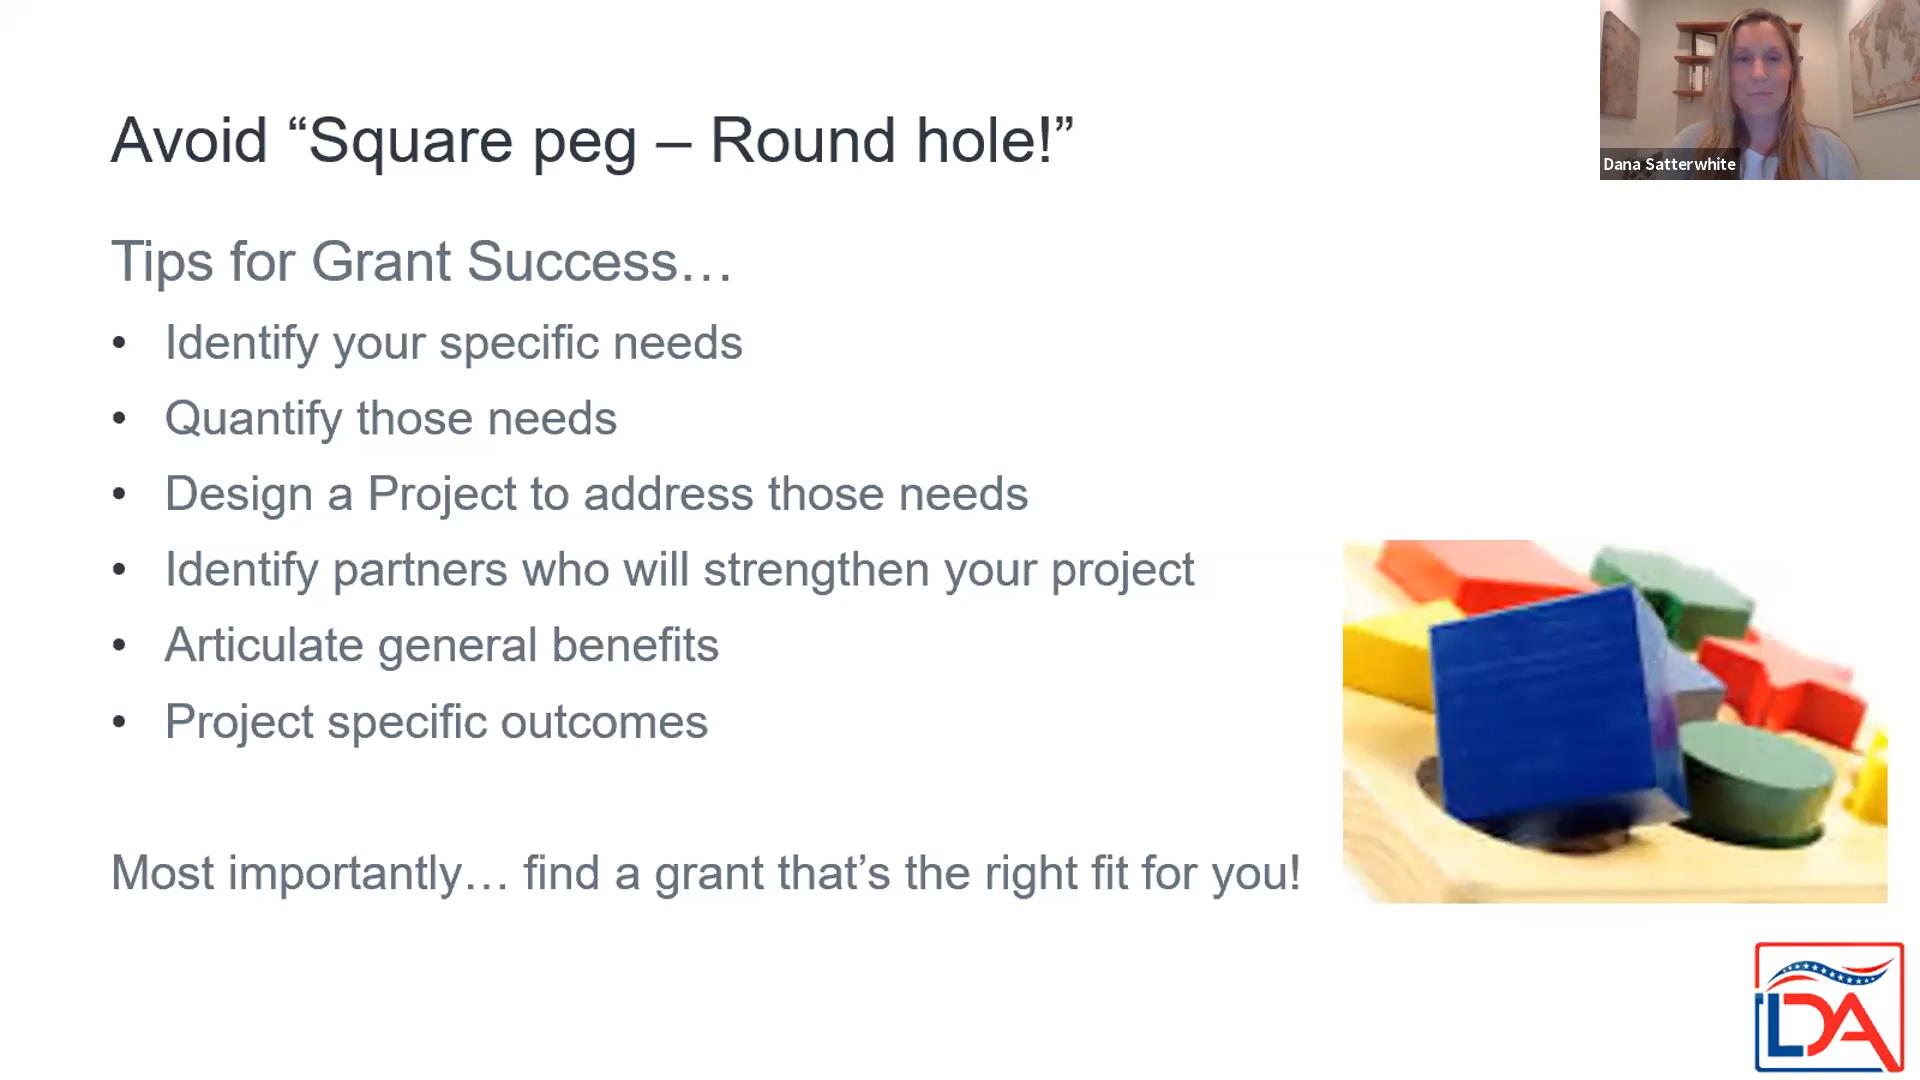 Avoid “Square peg – Round hole!”
Dana Satterwhite
Tips for Grant Success…
• Identify your specific needs
• Quantify those needs
• Design a Project to address those needs
• Identify partners who will strengthen your project
• Articulate general benefits
• Project specific outcomes
Most importantly… find a grant that’s the right fit for you!
LDA